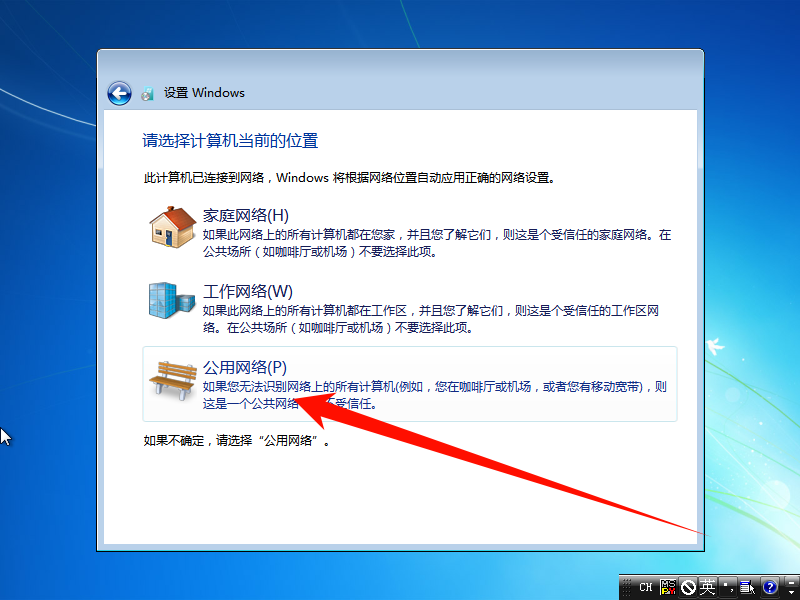 设置 Windows
请选择计算机当前的位置
此计算机已连接到网络，Windows 将根据网络位置自动应用正确的网络设置。
家庭网络(H)
如果此网络上的所有计算机都在您家，并且您了解它们，则这是个受信任的家庭网络。在
公共场所（如咖啡厅或机场）不要选择此项。
工作网络(W)
如果此网络上的所有计算机都在工作区，并且您了解它们，则这是个受信任的工作区网
络。在公共场所（如咖啡厅或机场）不要选择此项。
公用网络(P)
如果您无法识别网络上的所有计算机(例如，您在咖啡厅或机场，或者您有移动宽带)，则
这是一个公共网络 不受信任。
如果不确定，请选择“公用网络”。
CH 英